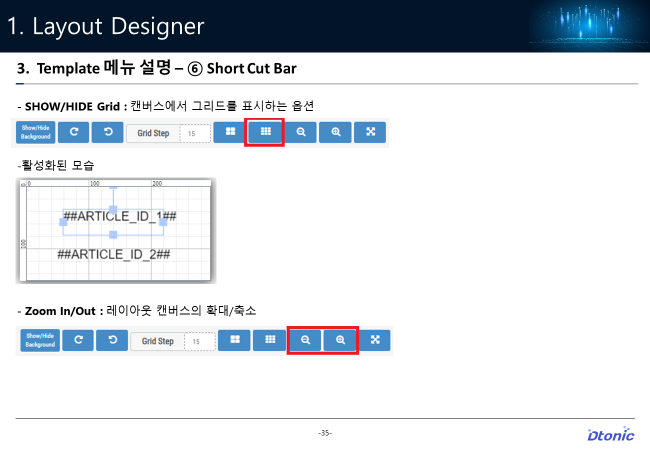 1. Layout Designer
3. Template 메뉴 설명 – ⑥ Short Cut Bar
- SHOW/HIDE Grid : 캔버스에서 그리드를 표시하는 옵션
Show/Hide
Background
Grid Step 15
-활성화된 모습
0 100 200
100
##ARTICLE_ID_1##
##ARTICLE_ID_2##
- Zoom In/Out : 레이아웃 캔버스의 확대/축소
Show/Hide
Background
Grid Step 15
-35-
Dtonic